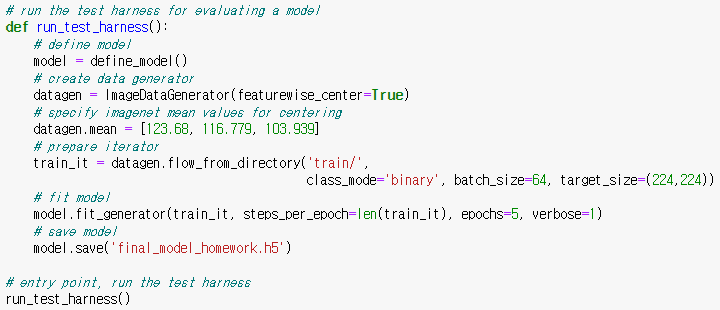 # run the test harness for evaluating a model
def run_test_harness():
    # define model
    model = define_model()
    # create data generator
    datagen = ImageDataGenerator(featurewise_center=True)
    # specify imagenet mean values for centering
    datagen.mean = [123.68, 116.779, 103.939]
    # prepare iterator
    train_it = datagen.flow_from_directory('train/',
                                           class_mode='binary', batch_size=64, target_size=(224,224))
    # fit model
    model.fit_generator(train_it, steps_per_epoch=len(train_it), epochs=5, verbose=1)
    # save model
    model.save('final_model_homework.h5')

# entry point, run the test harness
run_test_harness()